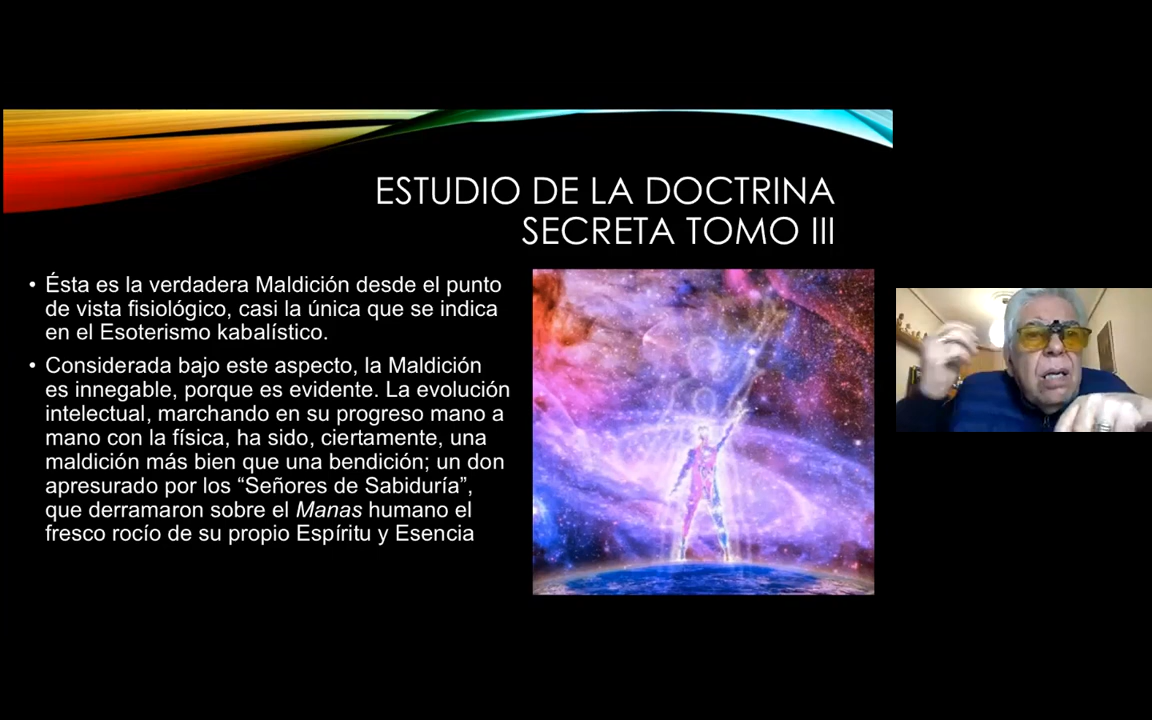 ESTUDIO DE LA DOCTRINA
SECRETA TOMO III
• Ésta es la verdadera Maldición desde el punto
de vista fisiológico, casi la única que se indica
en el Esoterismo kabalístico.
• Considerada bajo este aspecto, la Maldición
es innegable, porque es evidente. La evolución
intelectual, marchando en su progreso mano a
mano con la física, ha sido, ciertamente, una
maldición más bien que una bendición; un don
apresurado por los “Señores de Sabiduría”,
que derramaron sobre el Manas humano el
fresco rocío de su propio Espíritu y Esencia